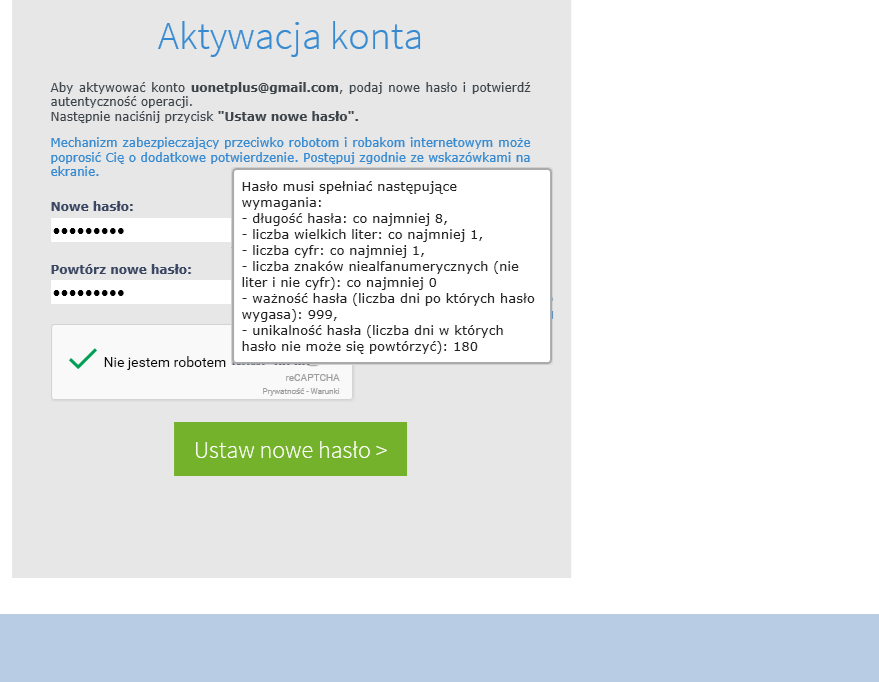 Aktywacja konta
Aby aktywować konto uonetplus@gmail.com, podaj nowe hasło i potwierdź
autentyczność operacji.
Następnie naciśnij przycisk "Ustaw nowe hasło".
Mechanizm zabezpieczający przeciwko robotom i robakom internetowym może
poprosić Cię o dodatkowe potwierdzenie. Postępuj zgodnie ze wskazówkami na
ekranie.
Nowe hasło:
●●●●●●●●●
Powtórz nowe hasło:
●●●●●●●●●
Hasło musi spełniać następujące
wymagania:
- długość hasła: co najmniej 8,
- liczba wielkich liter: co najmniej 1,
- liczba cyfr: co najmniej 1,
- liczba znaków niealfanumerycznych (nie
liter i nie cyfr): co najmniej 0
- ważność hasła (liczba dni po których hasło
wygasa): 999,
- unikalność hasła (liczba dni w których
hasło nie może się powtórzyć): 180
Nie jestem robotem
reCAPTCHA
Prywatność - Warunki
Ustaw nowe hasło >